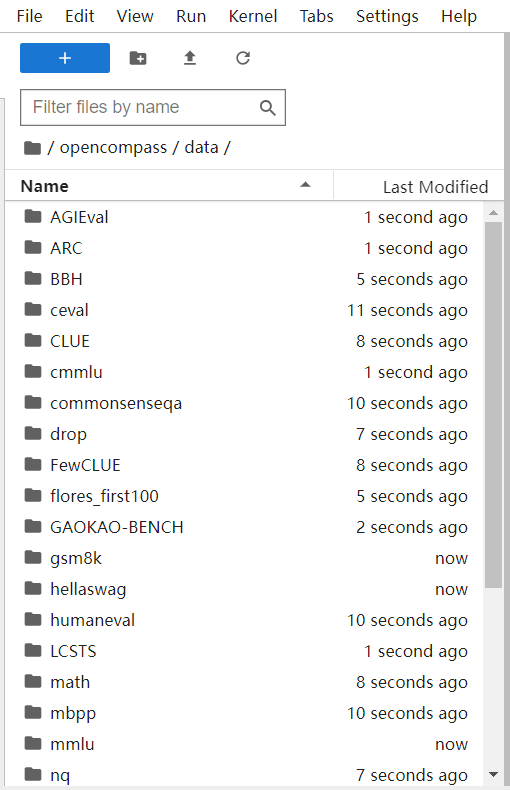 File Edit View Run Kernel Tabs Settings Help
+
Filter files by name
/ opencompass / data /
Name Last Modified
AGIEval 1 second ago
ARC 1 second ago
BBH 5 seconds ago
ceval 11 seconds ago
CLUE 8 seconds ago
cmmlu 1 second ago
commonsenseqa 10 seconds ago
drop 7 seconds ago
FewCLUE 8 seconds ago
flores_first100 5 seconds ago
GAOKAO-BENCH 2 seconds ago
gsm8k now
hellaswag now
humaneval 10 seconds ago
LCSTS 1 second ago
math 8 seconds ago
mbpp 10 seconds ago
mmlu now
nq 7 seconds ago